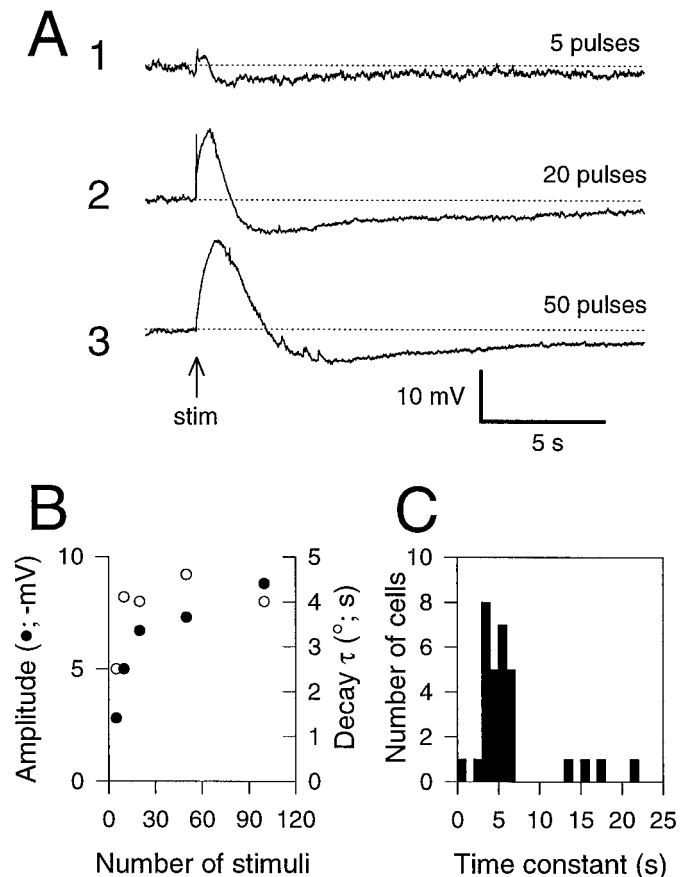 A
1
5 pulses
2
20 pulses
3
50 pulses
stim
10 mV
5 s
B
Amplitude (●; -mV)
10
5
0
Decay τ (○; s)
5
4
3
2
1
0
0 30 60 90 120
Number of stimuli
C
Number of cells
10
8
6
4
2
0
0 5 10 15 20 25
Time constant (s)